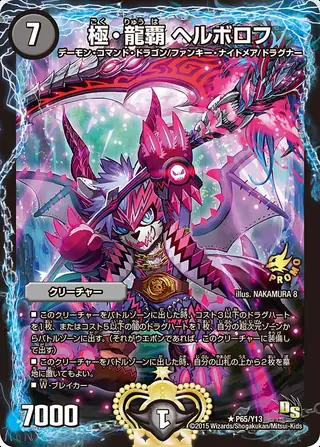 7
ごく りゅう は
極・龍覇 ヘルボロフ
デーモン・コマンド・ドラゴン/ファンキー・ナイトメア/ドラグナー
PROMO
illus. NAKAMURA 8
クリーチャー
■ このクリーチャーをバトルゾーンに出した時、コスト3以下のドラグハートを1枚、またはコスト5以下の闇のドラグハートを1枚、自分の超次元ゾーンからバトルゾーンに出す。(それがウエポンであれば、このクリーチャーに装備して出す)
■ このクリーチャーをバトルゾーンに出した時、自分の山札の上から2枚を墓地に置いてもよい。
■ W・ブレイカー
7000
1
DS
★ P65/Y13
©2015 Wizards/Shogakukan/Mitsui-Kids